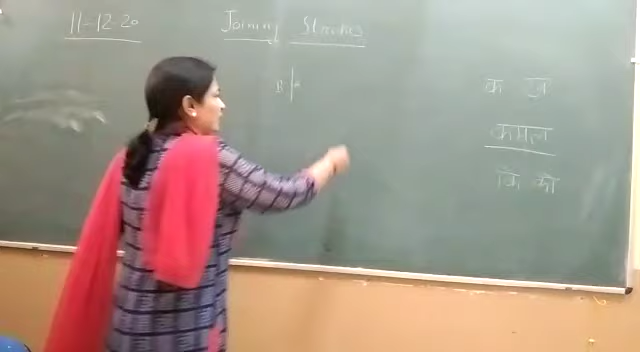 11-12-20
Joining Strokes
B
क ख
कमल
कि की